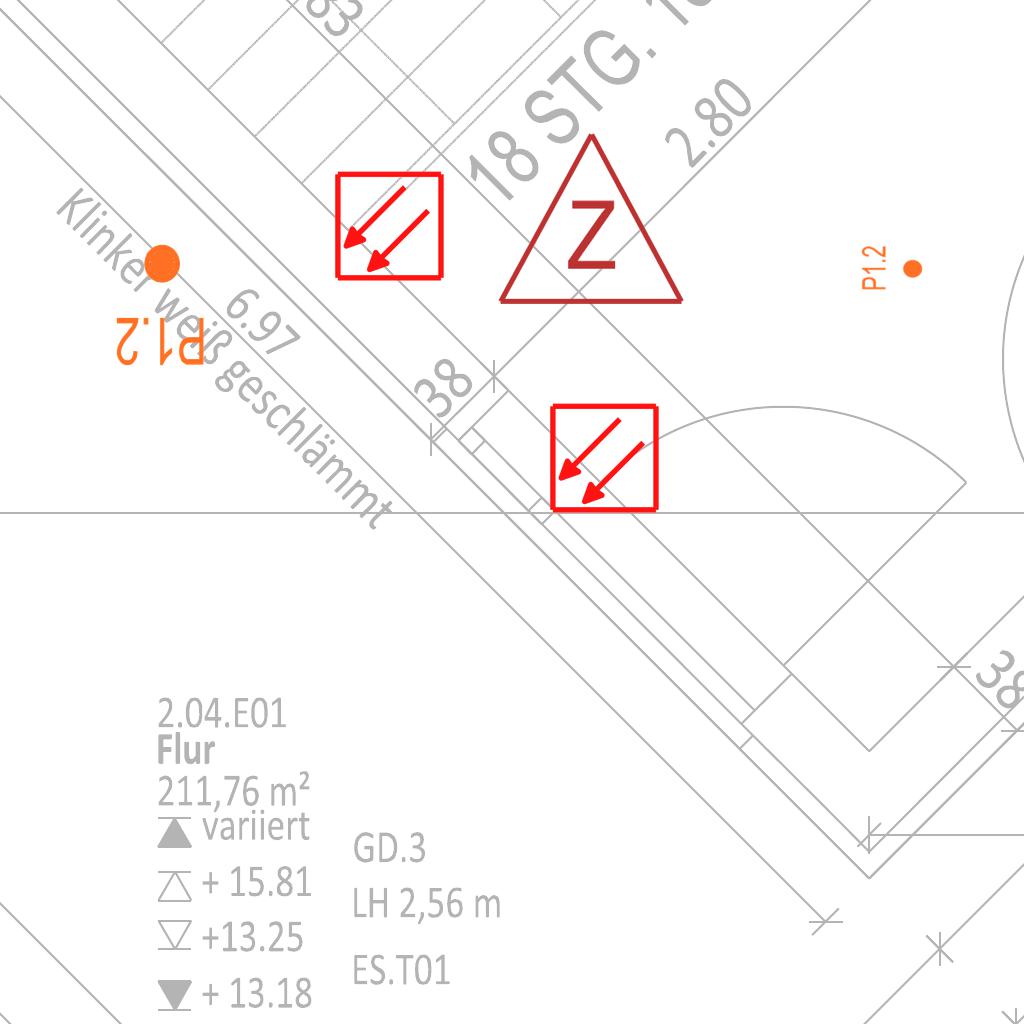 83
18 STG.
2.80
Z
P1.2
Klinker weiß geschlämmt
6.97
P1.2
38
38
2.04.E01
Flur
211,76 m²
variiert
+ 15.81
+13.25
+ 13.18
GD.3
LH 2,56 m
ES.T01